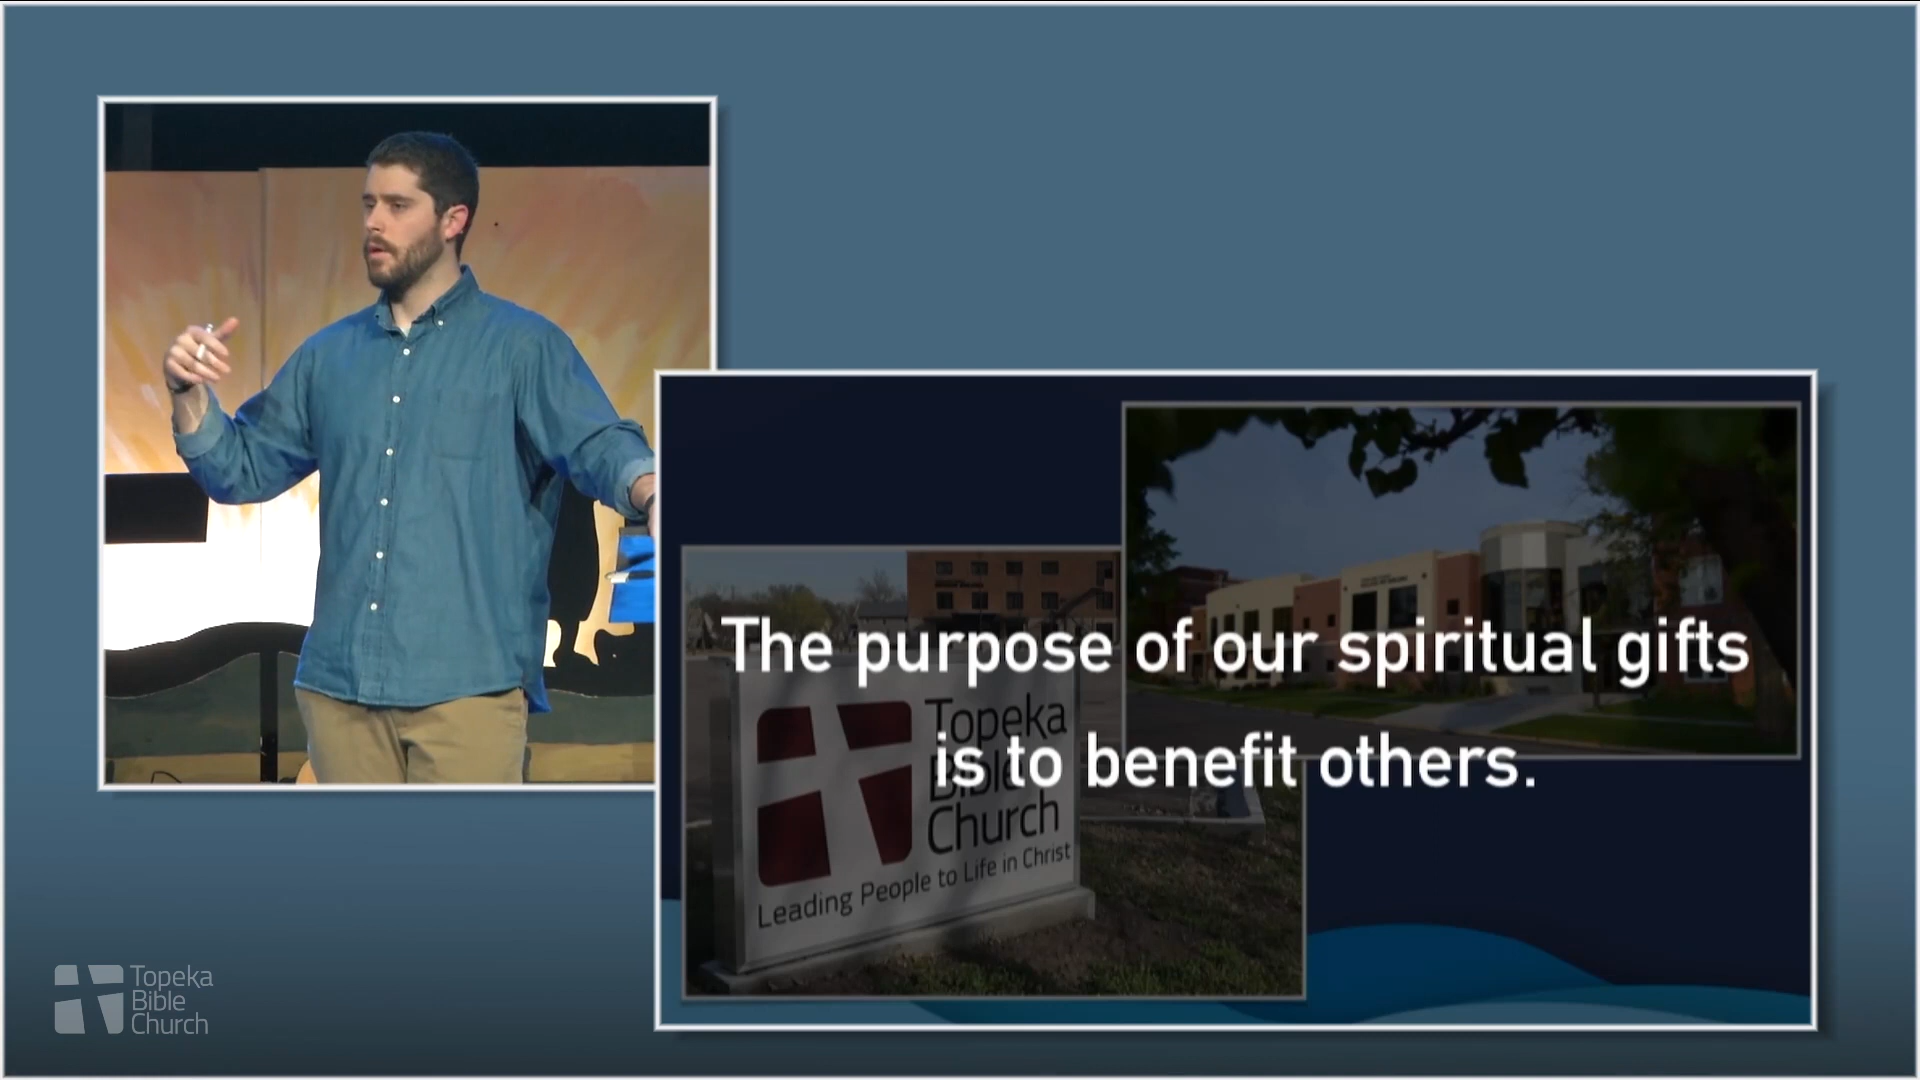 The purpose of our spiritual gifts
is to benefit others.
Topeka
Bible
Church
Leading People to Life in Christ
Topeka
Bible
Church